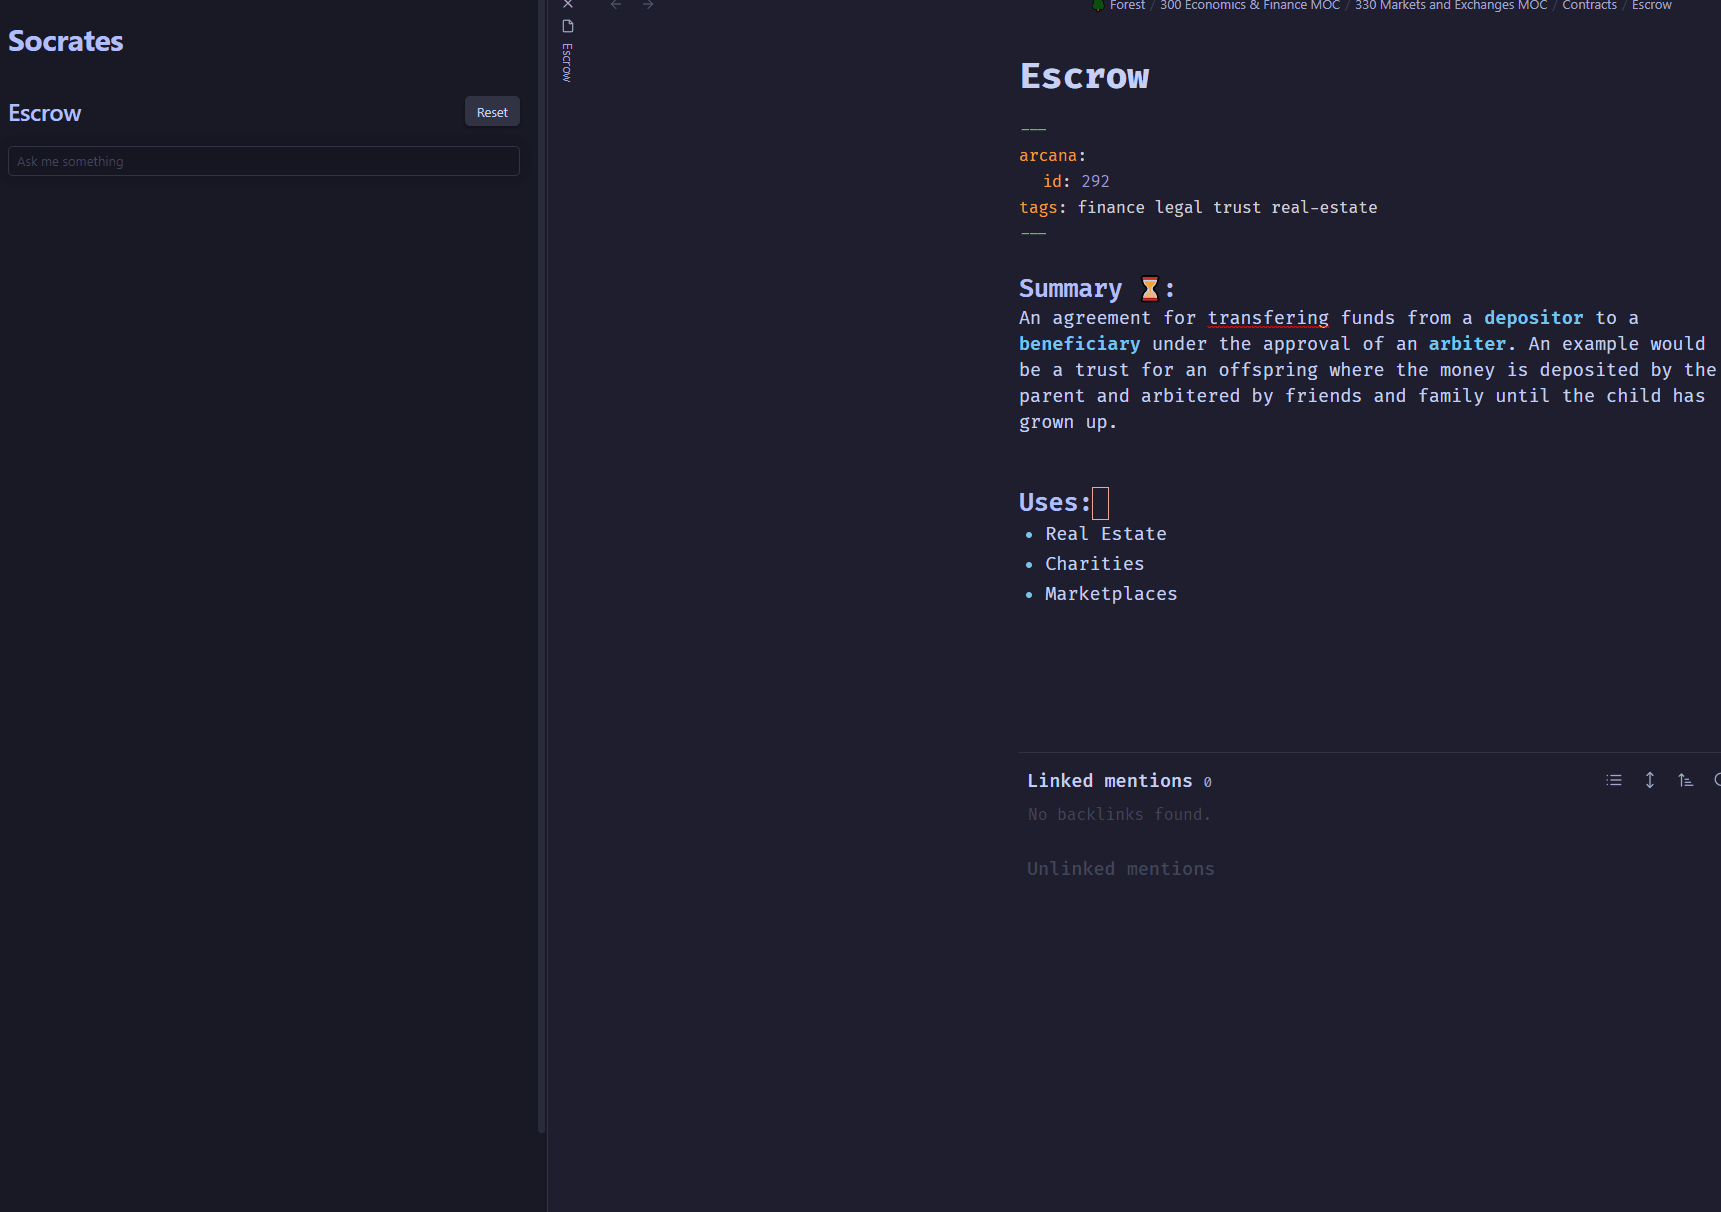 Socrates
Escrow
Reset
Ask me something
Escrow
Forest / 300 Economics & Finance MOC / 330 Markets and Exchanges MOC / Contracts / Escrow
Escrow
---
arcana:
id: 292
tags: finance legal trust real-estate
---
Summary ⏳:
An agreement for transfering funds from a depositor to a
beneficiary under the approval of an arbiter. An example would
be a trust for an offspring where the money is deposited by the
parent and arbitered by friends and family until the child has
grown up.
Uses:
• Real Estate
• Charities
• Marketplaces
Linked mentions 0
No backlinks found.
Unlinked mentions